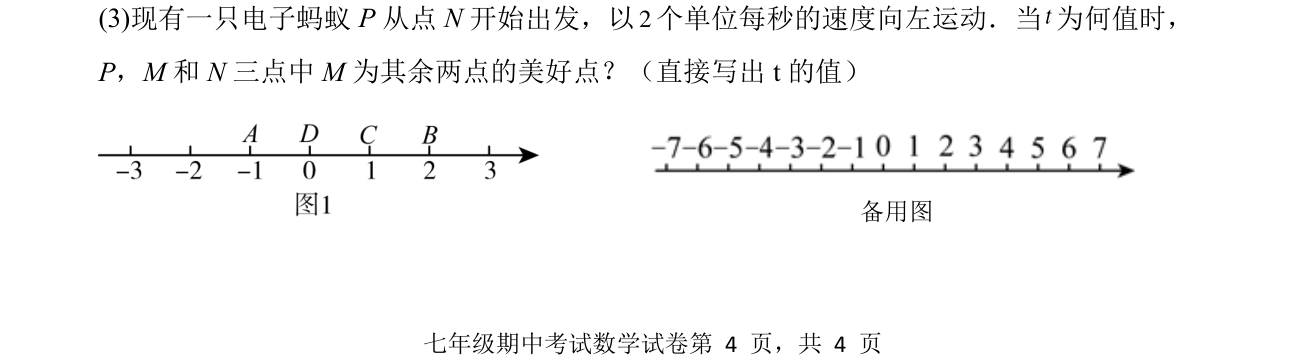 (3)现有一只电子蚂蚁 P 从点 N 开始出发，以 2 个单位每秒的速度向左运动．当 t 为何值时，
P，M 和 N 三点中 M 为其余两点的美好点？（直接写出 t 的值）
A D C B
-3 -2 -1 0 1 2 3
图1
-7-6-5-4-3-2-1 0 1 2 3 4 5 6 7
备用图
七年级期中考试数学试卷第 4 页，共 4 页